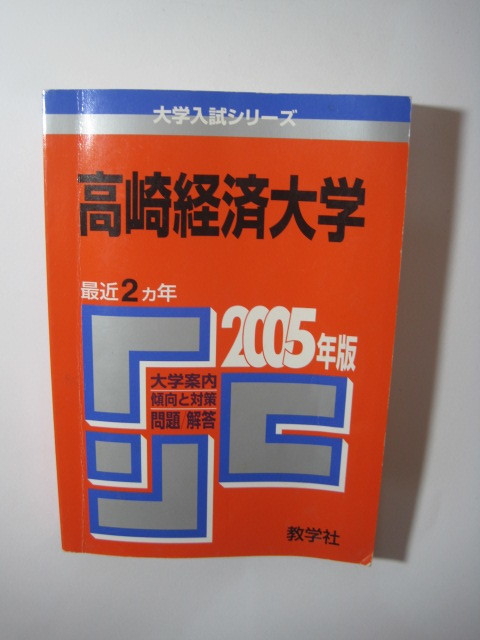 大学入試シリーズ
高崎経済大学
最近2ヵ年
2005年版
大学案内
傾向と対策
問題/解答
教学社